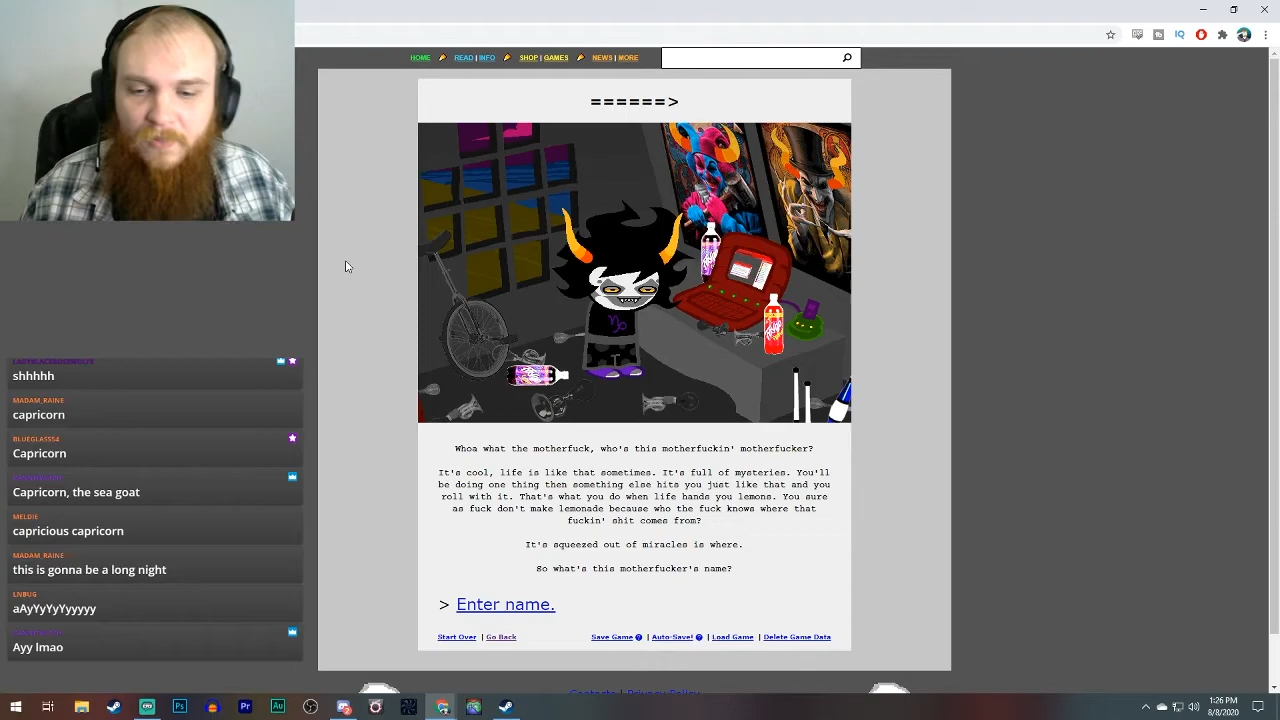 HOME READ | INFO SHOP | GAMES NEWS | MORE
======>
shhhhh
MADAM_RAINE
capricorn
BLUEGLASS54
Capricorn
Capricorn, the sea goat
MELDIE
capricious capricorn
MADAM_RAINE
this is gonna be a long night
LNBUG
aAyYyYyYyyyyy
Ayy lmao
Whoa what the motherfuck, who's this motherfuckin' motherfucker?
It's cool, life is like that sometimes. It's full of mysteries. You'll
be doing one thing then something else hits you just like that and you
roll with it. That's what you do when life hands you lemons. You sure
as fuck don't make lemonade because who the fuck knows where that
fuckin' shit comes from?
It's squeezed out of miracles is where.
So what's this motherfucker's name?
> Enter name.
Start Over | Go Back Save Game ? | Auto-Save! ? | Load Game | Delete Game Data
Contacts | Privacy Policy
1:26 PM
8/8/2020